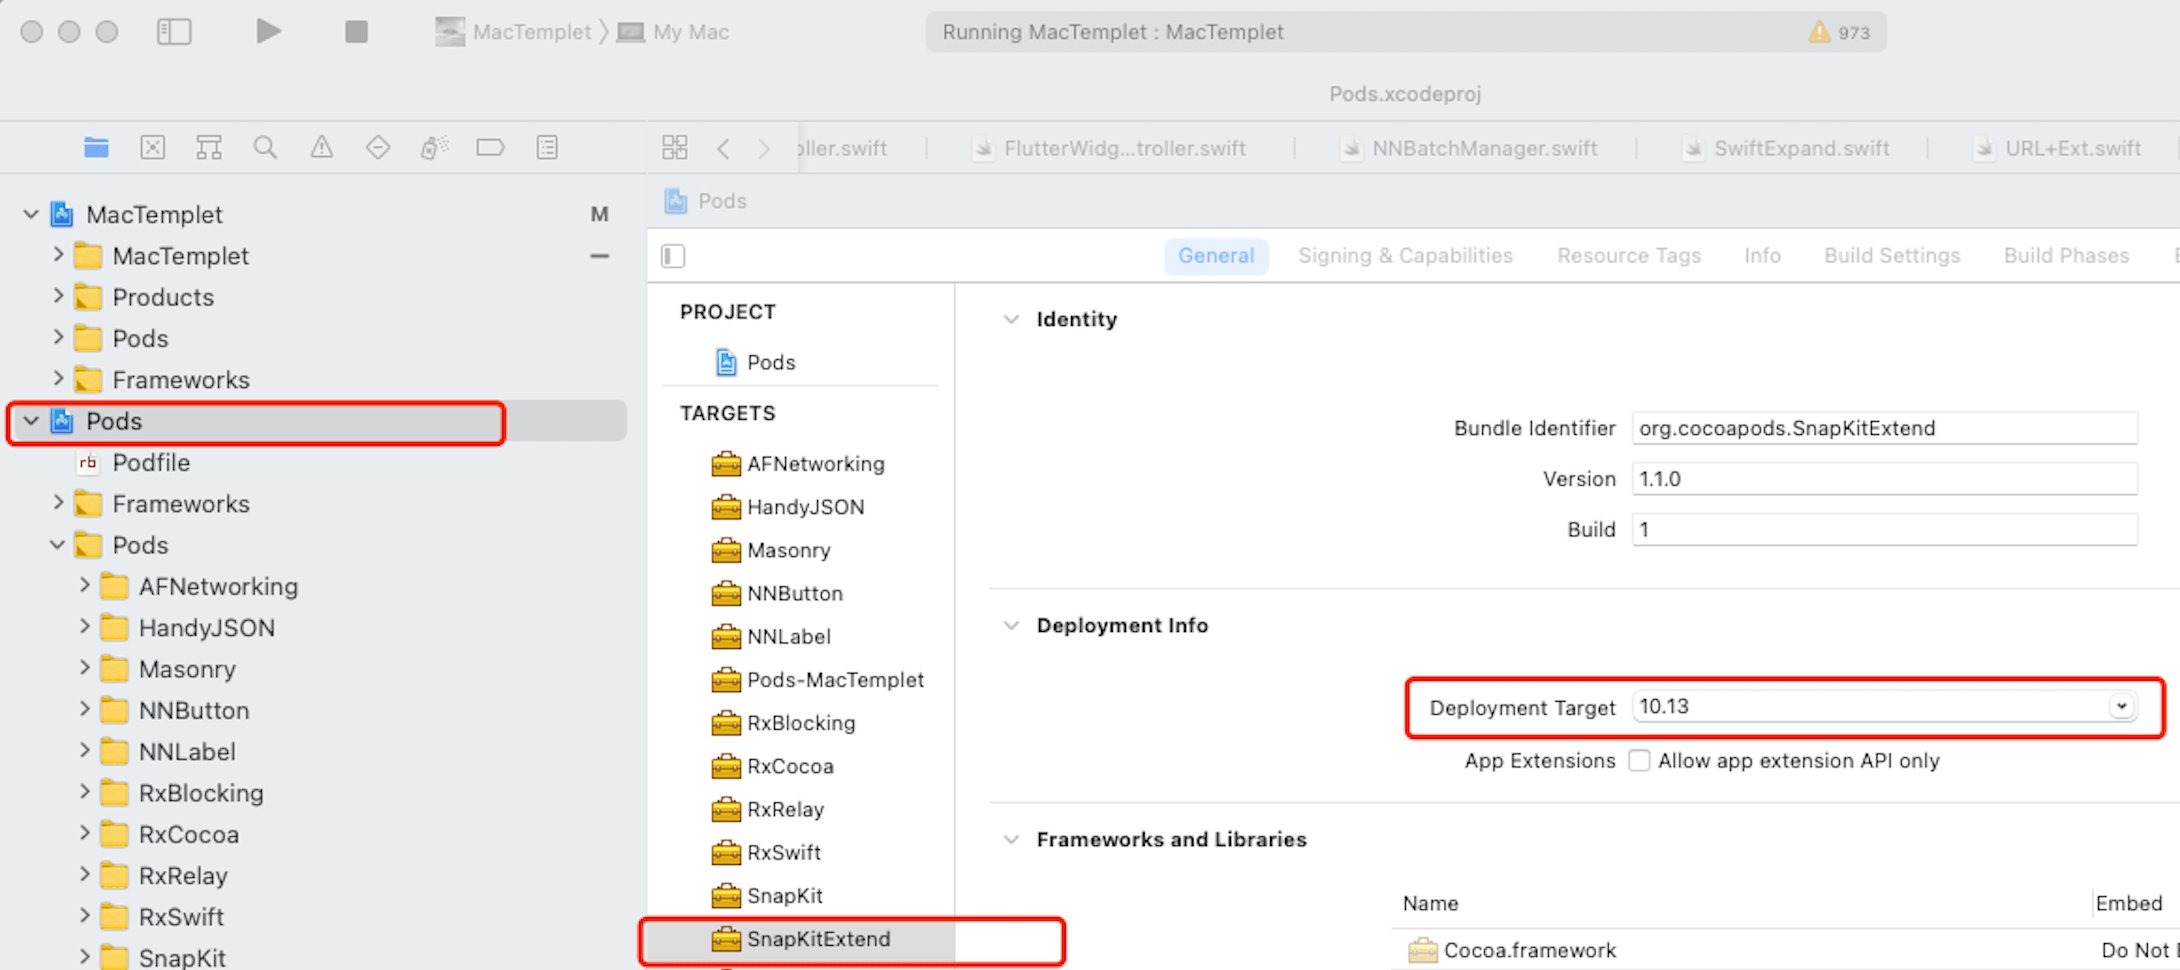 MacTemplet 〉 My Mac
Running MacTemplet : MacTemplet
973
Pods.xcodeproj
oller.swift
FlutterWidg...troller.swift
NNBatchManager.swift
SwiftExpand.swift
URL+Ext.swift
Pods
MacTemplet M
MacTemplet
Products
Pods
Frameworks
Pods
rb Podfile
Frameworks
Pods
AFNetworking
HandyJSON
Masonry
NNButton
NNLabel
RxBlocking
RxCocoa
RxRelay
RxSwift
SnapKit
General
Signing & Capabilities
Resource Tags
Info
Build Settings
Build Phases
PROJECT
Pods
TARGETS
AFNetworking
HandyJSON
Masonry
NNButton
NNLabel
Pods-MacTemplet
RxBlocking
RxCocoa
RxRelay
RxSwift
SnapKit
SnapKitExtend
Identity
Bundle Identifier org.cocoapods.SnapKitExtend
Version 1.1.0
Build 1
Deployment Info
Deployment Target 10.13
App Extensions Allow app extension API only
Frameworks and Libraries
Name Embed
Cocoa.framework Do Not